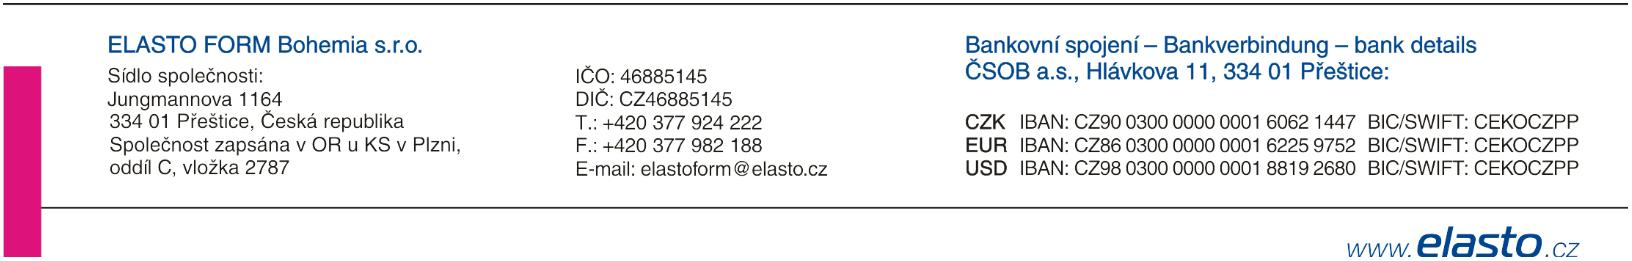 ELASTO FORM Bohemia s.r.o.
Sídlo společnosti:
Jungmannova 1164
334 01 Přeštice, Česká republika
Společnost zapsána v OR u KS v Plzni,
oddíl C, vložka 2787
IČO: 46885145
DIČ: CZ46885145
T.: +420 377 924 222
F.: +420 377 982 188
E-mail: elastoform@elasto.cz
Bankovní spojení – Bankverbindung – bank details
ČSOB a.s., Hlávkova 11, 334 01 Přeštice:
CZK IBAN: CZ90 0300 0000 0001 6062 1447 BIC/SWIFT: CEKOCZPP
EUR IBAN: CZ86 0300 0000 0001 6225 9752 BIC/SWIFT: CEKOCZPP
USD IBAN: CZ98 0300 0000 0001 8819 2680 BIC/SWIFT: CEKOCZPP
www.elasto.cz